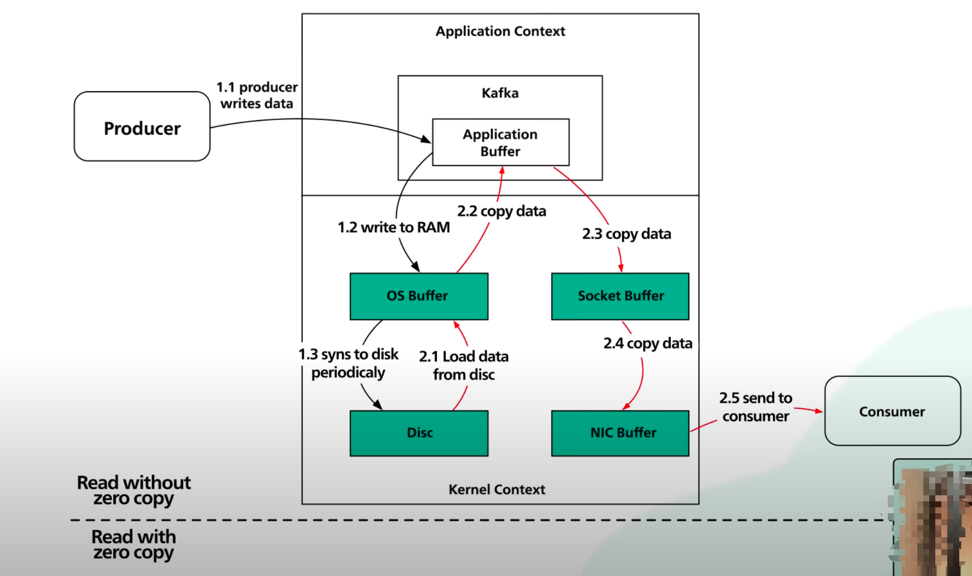 Application Context
1.1 producer
writes data
Kafka
Producer
Application
Buffer
2.2 copy data
1.2 write to RAM
2.3 copy data
OS Buffer
Socket Buffer
1.3 syns to disk
periodicaly
2.1 Load data
from disc
2.4 copy data
2.5 send to
consumer
Consumer
Disc
NIC Buffer
Read without
zero copy
Kernel Context
Read with
zero copy